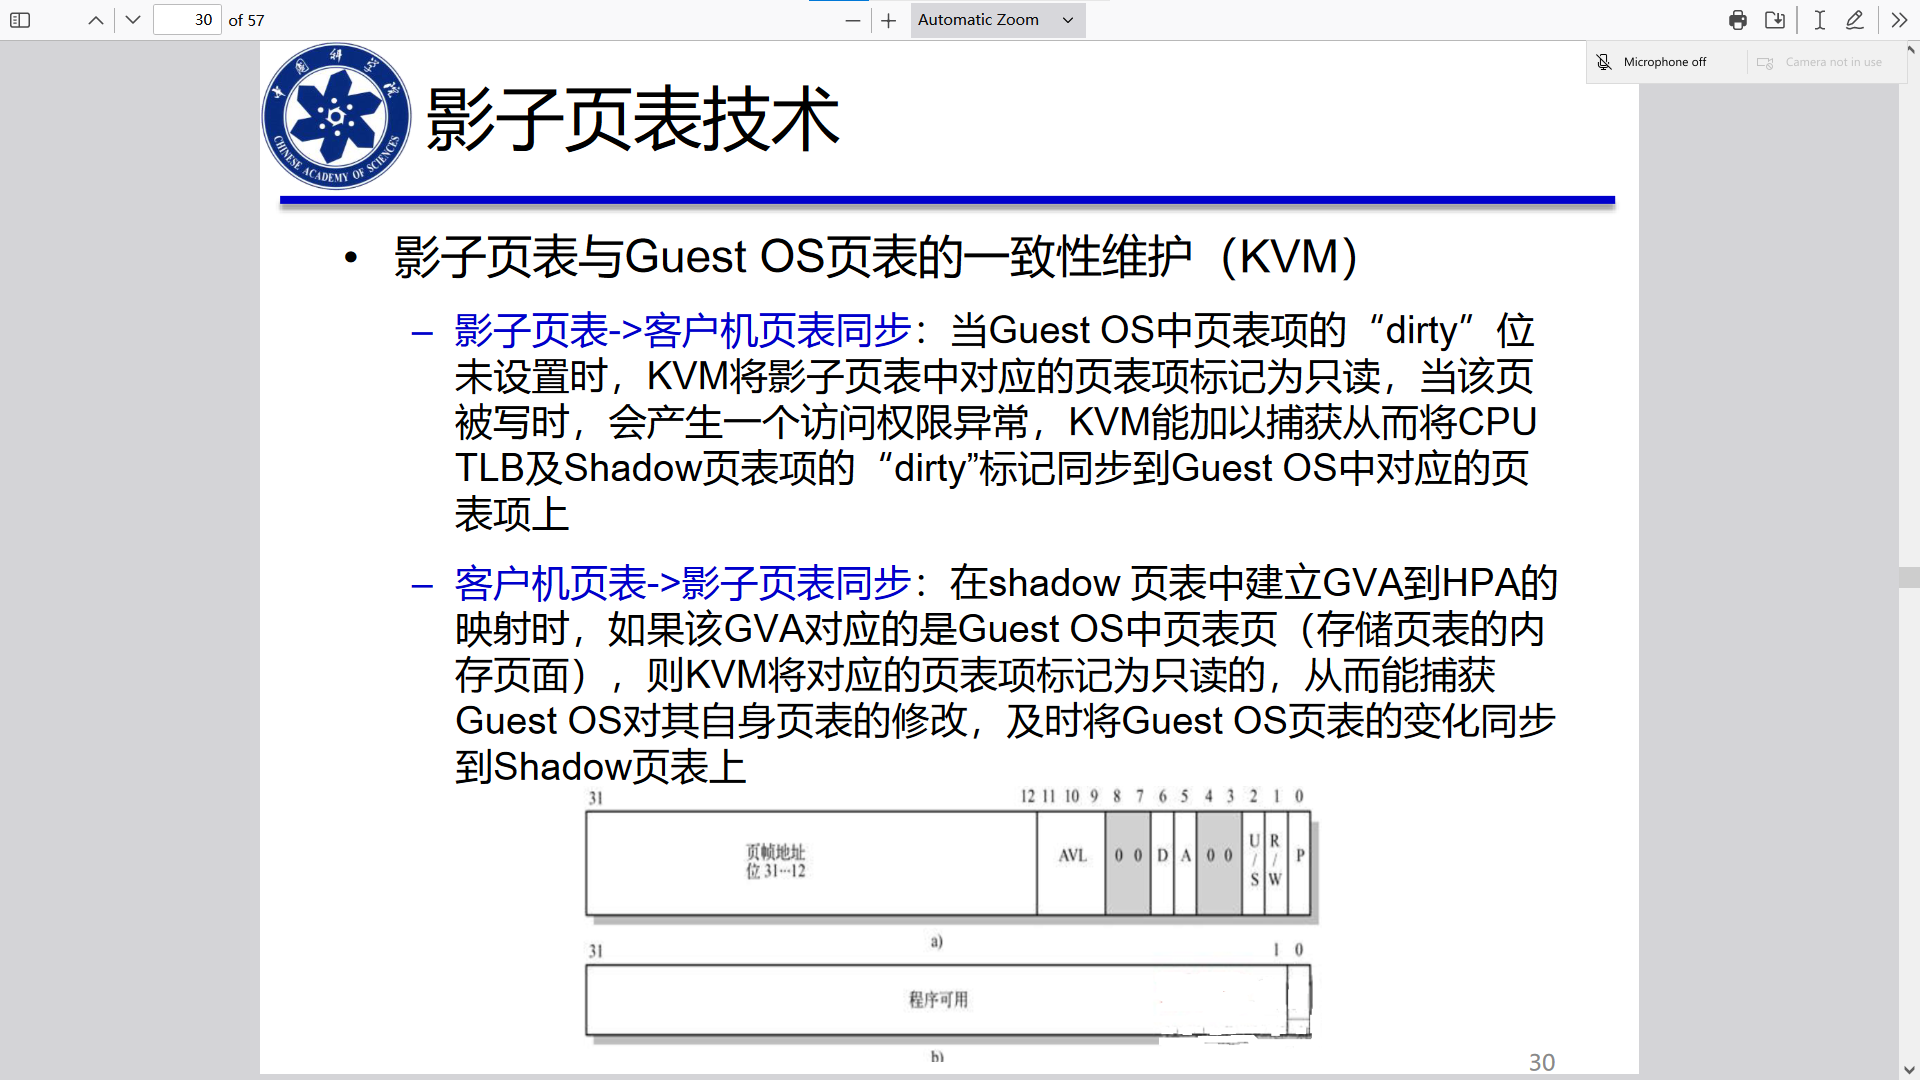 30 of 57
Automatic Zoom
Microphone off
Camera not in use
中国科学院
CHINESE ACADEMY OF SCIENCES
影子页表技术
• 影子页表与Guest OS页表的一致性维护（KVM）
– 影子页表->客户机页表同步：当Guest OS中页表项的“dirty”位
未设置时，KVM将影子页表中对应的页表项标记为只读，当该页
被写时，会产生一个访问权限异常，KVM能加以捕获从而将CPU
TLB及Shadow页表项的“dirty”标记同步到Guest OS中对应的页
表项上
– 客户机页表->影子页表同步：在shadow 页表中建立GVA到HPA的
映射时，如果该GVA对应的是Guest OS中页表页（存储页表的内
存页面），则KVM将对应的页表项标记为只读的，从而能捕获
Guest OS对其自身页表的修改，及时将Guest OS页表的变化同步
到Shadow页表上
31 12 11 10 9 8 7 6 5 4 3 2 1 0
页帧地址
位 31…12
AVL 0 0 D A 0 0 U/S R/W P
a)
31 1 0
程序可用
b)
30